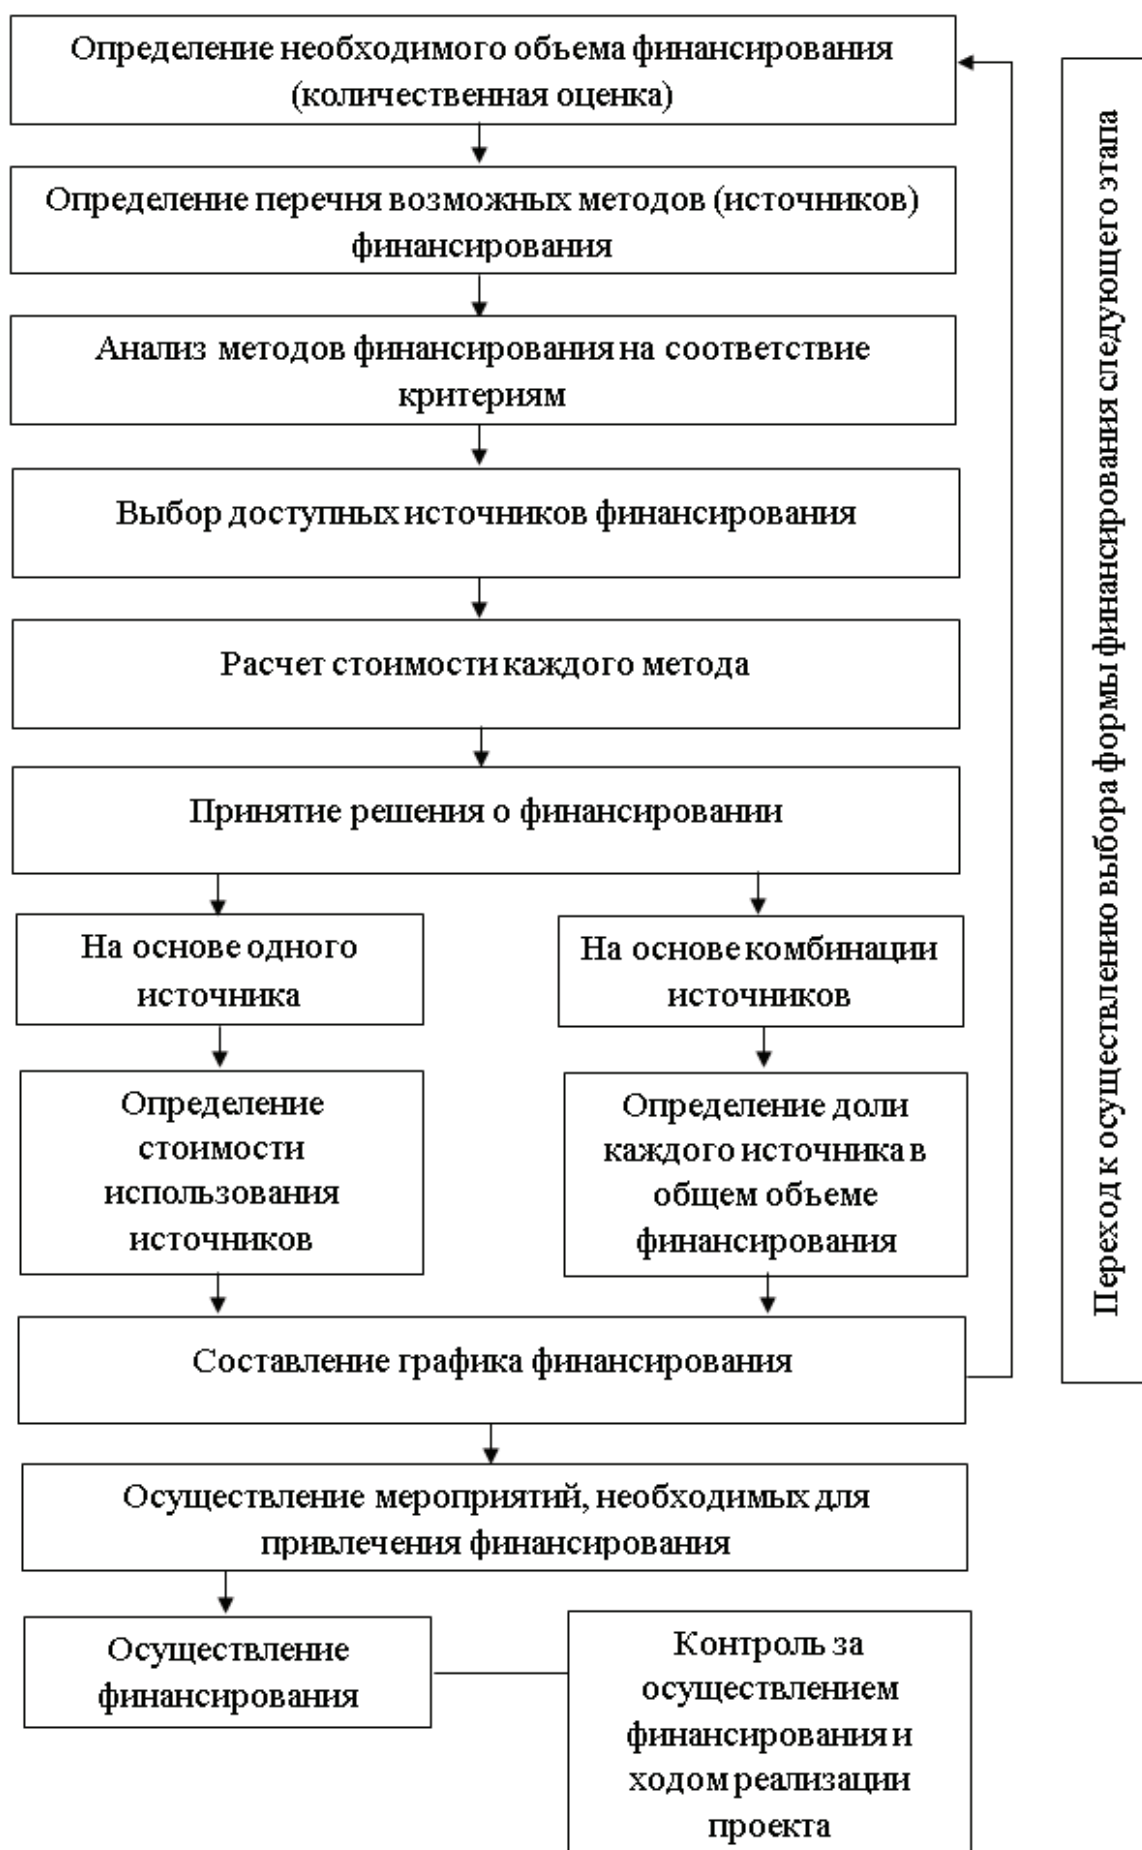 Определение необходимого объема финансирования
(количественная оценка)
Определение перечня возможных методов (источников)
финансирования
Анализ методов финансирования на соответствие
критериям
Выбор доступных источников финансирования
Расчет стоимости каждого метода
Принятие решения о финансировании
На основе одного
источника
На основе комбинации
источников
Определение
стоимости
использования
источников
Определение доли
каждого источника в
общем объеме
финансирования
Составление графика финансирования
Осуществление мероприятий, необходимых для
привлечения финансирования
Осуществление
финансирования
Контроль за
осуществлением
финансирования и
ходом реализации
проекта
Переход к осуществлению выбора формы финансирования следующего этапа